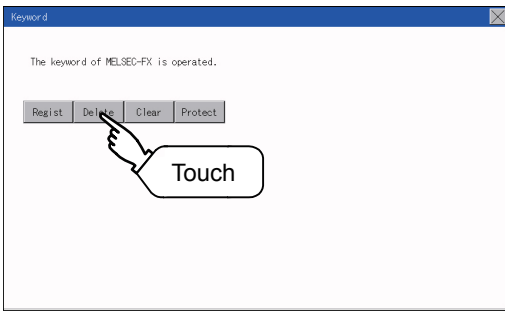 Keyword
The keyword of MELSEC-FX is operated.
Regist Delete Clear Protect
Touch